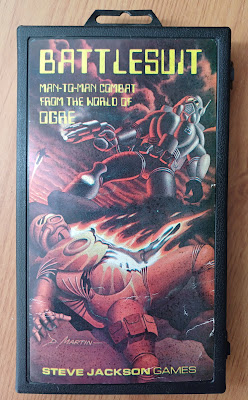 BATTLESUIT
MAN-TO-MAN COMBAT
FROM THE WORLD OF
OGRE
D. MARTIN
STEVE JACKSON GAMES